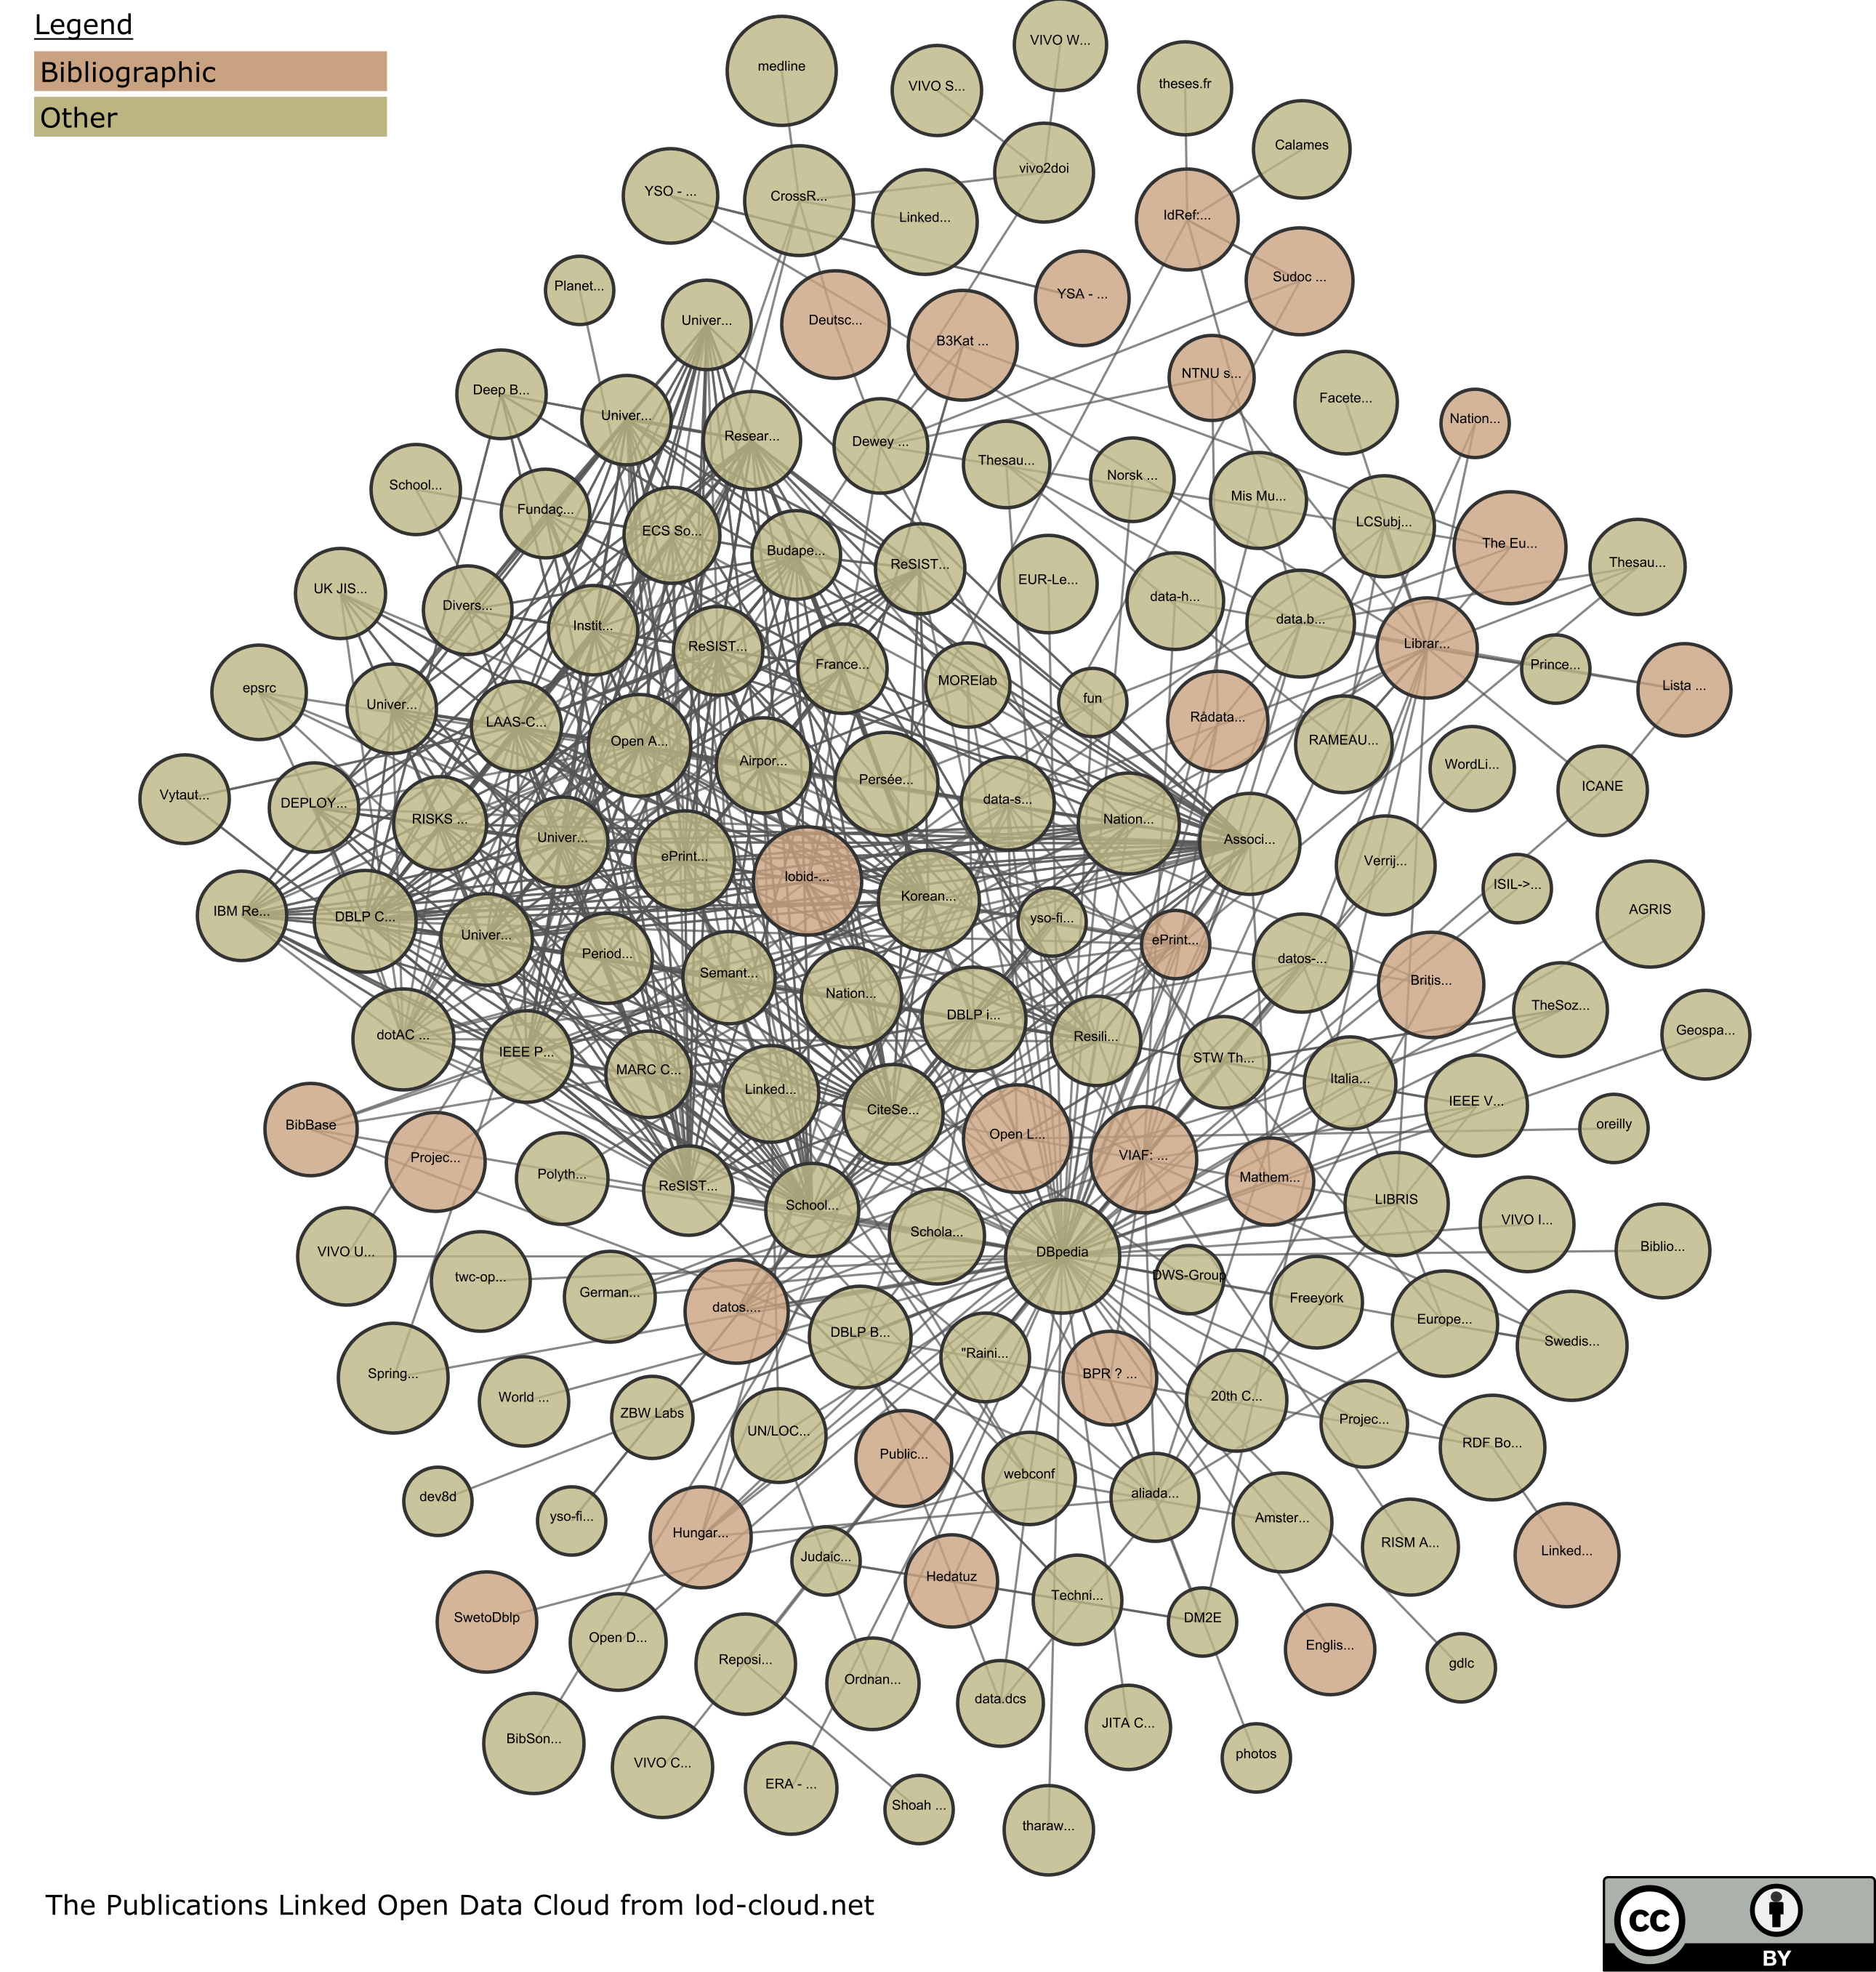 Legend
Bibliographic
Other
medline
VIVO S...
VIVO W...
theses.fr
Calames
YSO - ...
CrossR...
Linked...
vivo2doi
IdRef:...
Sudoc ...
YSA - ...
Planet...
Univer...
Deutsc...
B3Kat ...
NTNU s...
Facete...
Nation...
Deep B...
Univer...
Resear...
Dewey ...
Thesau...
Norsk ...
Mis Mu...
LCSubj...
The Eu...
Thesau...
School...
Fundaç...
ECS So...
Budape...
ReSIST...
EUR-Le...
data-h...
data.b...
Librar...
Prince...
Lista ...
UK JIS...
Divers...
Instit...
ReSIST...
France...
MORElab
fun
Rådata...
RAMEAU...
WordLi...
ICANE
epsrc
Univer...
LAAS-C...
Open A...
Airpor...
Persée...
data-s...
Nation...
Associ...
Verrij...
ISIL->...
AGRIS
Vytaut...
DEPLOY...
RISKS ...
Univer...
ePrint...
lobid-...
Korean...
yso-fi...
ePrint...
datos-...
Britis...
TheSoz...
Geospa...
IBM Re...
DBLP C...
Univer...
Period...
Semant...
Nation...
DBLP i...
Resili...
STW Th...
Italia...
IEEE V...
oreilly
dotAC ...
IEEE P...
MARC C...
Linked...
CiteSe...
Open L...
VIAF: ...
Mathem...
LIBRIS
VIVO I...
Biblio...
BibBase
Projec...
Polyth...
ReSIST...
School...
Schola...
DBpedia
DWS-Group
Freeyork
Europe...
Swedis...
VIVO U...
twc-op...
German...
datos....
DBLP B...
"Raini...
BPR ? ...
20th C...
Projec...
RDF Bo...
Spring...
World ...
ZBW Labs
UN/LOC...
Public...
webconf
aliada...
Amster...
RISM A...
Linked...
dev8d
yso-fi...
Hungar...
Judaic...
Hedatuz
Techni...
DM2E
Englis...
gdlc
SwetoDblp
Open D...
Reposi...
Ordnan...
data.dcs
JITA C...
photos
BibSon...
VIVO C...
ERA - ...
Shoah ...
tharaw...
The Publications Linked Open Data Cloud from lod-cloud.net
cc
BY